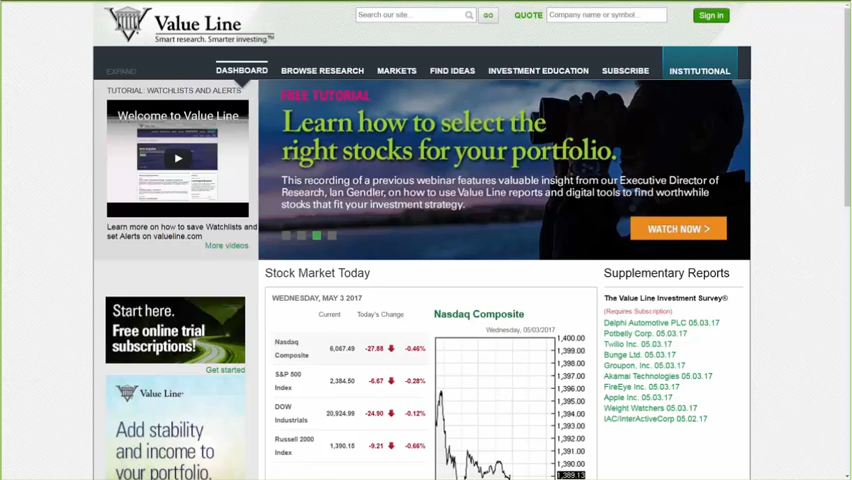 Value Line
Smart research. Smarter investing.™
Search our site...
GO
QUOTE
Company name or symbol...
Sign in
EXPAND
DASHBOARD
BROWSE RESEARCH
MARKETS
FIND IDEAS
INVESTMENT EDUCATION
SUBSCRIBE
INSTITUTIONAL
TUTORIAL: WATCHLISTS AND ALERTS
Welcome to Value Line
Learn more on how to save Watchlists and
set Alerts on valueline.com
More videos
FREE TUTORIAL
Learn how to select the
right stocks for your portfolio.
This recording of a previous webinar features valuable insight from our Executive Director of
Research, Ian Gendler, on how to use Value Line reports and digital tools to find worthwhile
stocks that fit your investment strategy.
WATCH NOW >
Start here.
Free online trial
subscriptions!
Get started
Value Line
Add stability
and income to
your portfolio.
Stock Market Today
WEDNESDAY, MAY 3 2017
Current Today's Change
Nasdaq
Composite
6,067.49 -27.88 -0.46%
S&P 500
Index
2,384.50 -6.67 -0.28%
DOW
Industrials
20,924.99 -24.90 -0.12%
Russell 2000
Index
1,390.15 -9.21 -0.66%
Nasdaq Composite
Wednesday, 05/03/2017
1,400.00
1,399.00
1,398.00
1,397.00
1,396.00
1,395.00
1,394.00
1,393.00
1,392.00
1,391.00
1,390.00
1,389.13
Supplementary Reports
The Value Line Investment Survey®
(Requires Subscription)
Delphi Automotive PLC 05.03.17
Potbelly Corp. 05.03.17
Twilio Inc. 05.03.17
Bunge Ltd. 05.03.17
Groupon, Inc. 05.03.17
Akamai Technologies 05.03.17
FireEye Inc. 05.03.17
Apple Inc. 05.03.17
Weight Watchers 05.03.17
IAC/InterActiveCorp 05.02.17